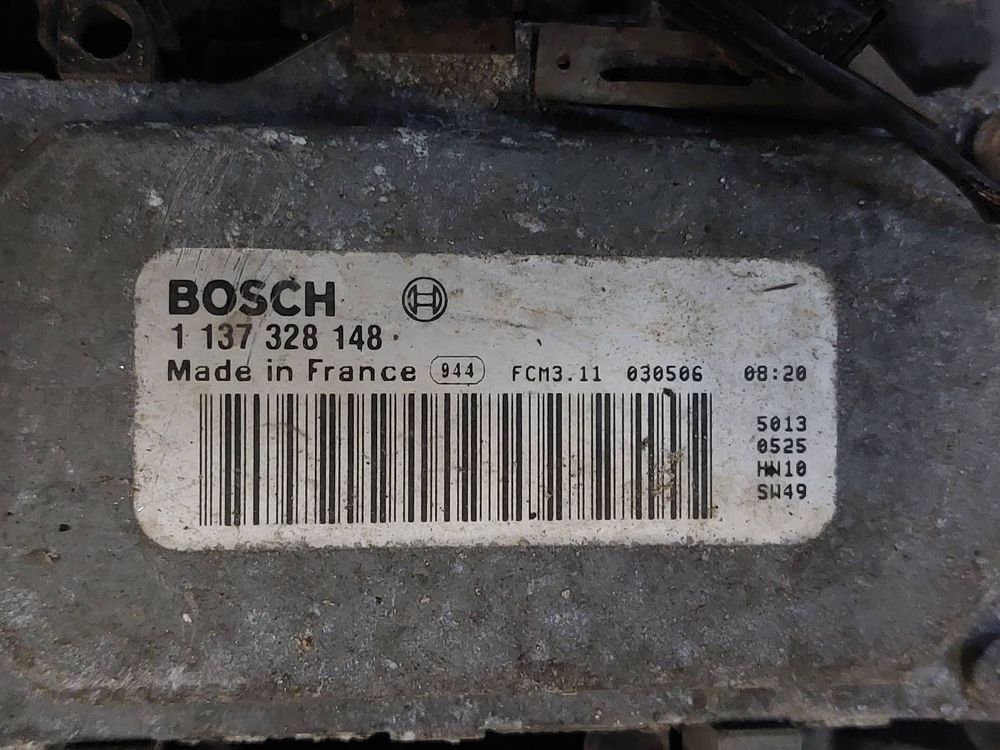 BOSCH
1 137 328 148
Made in France 944 FCM3.11 030506 08:20
5013
0525
HW10
SW49